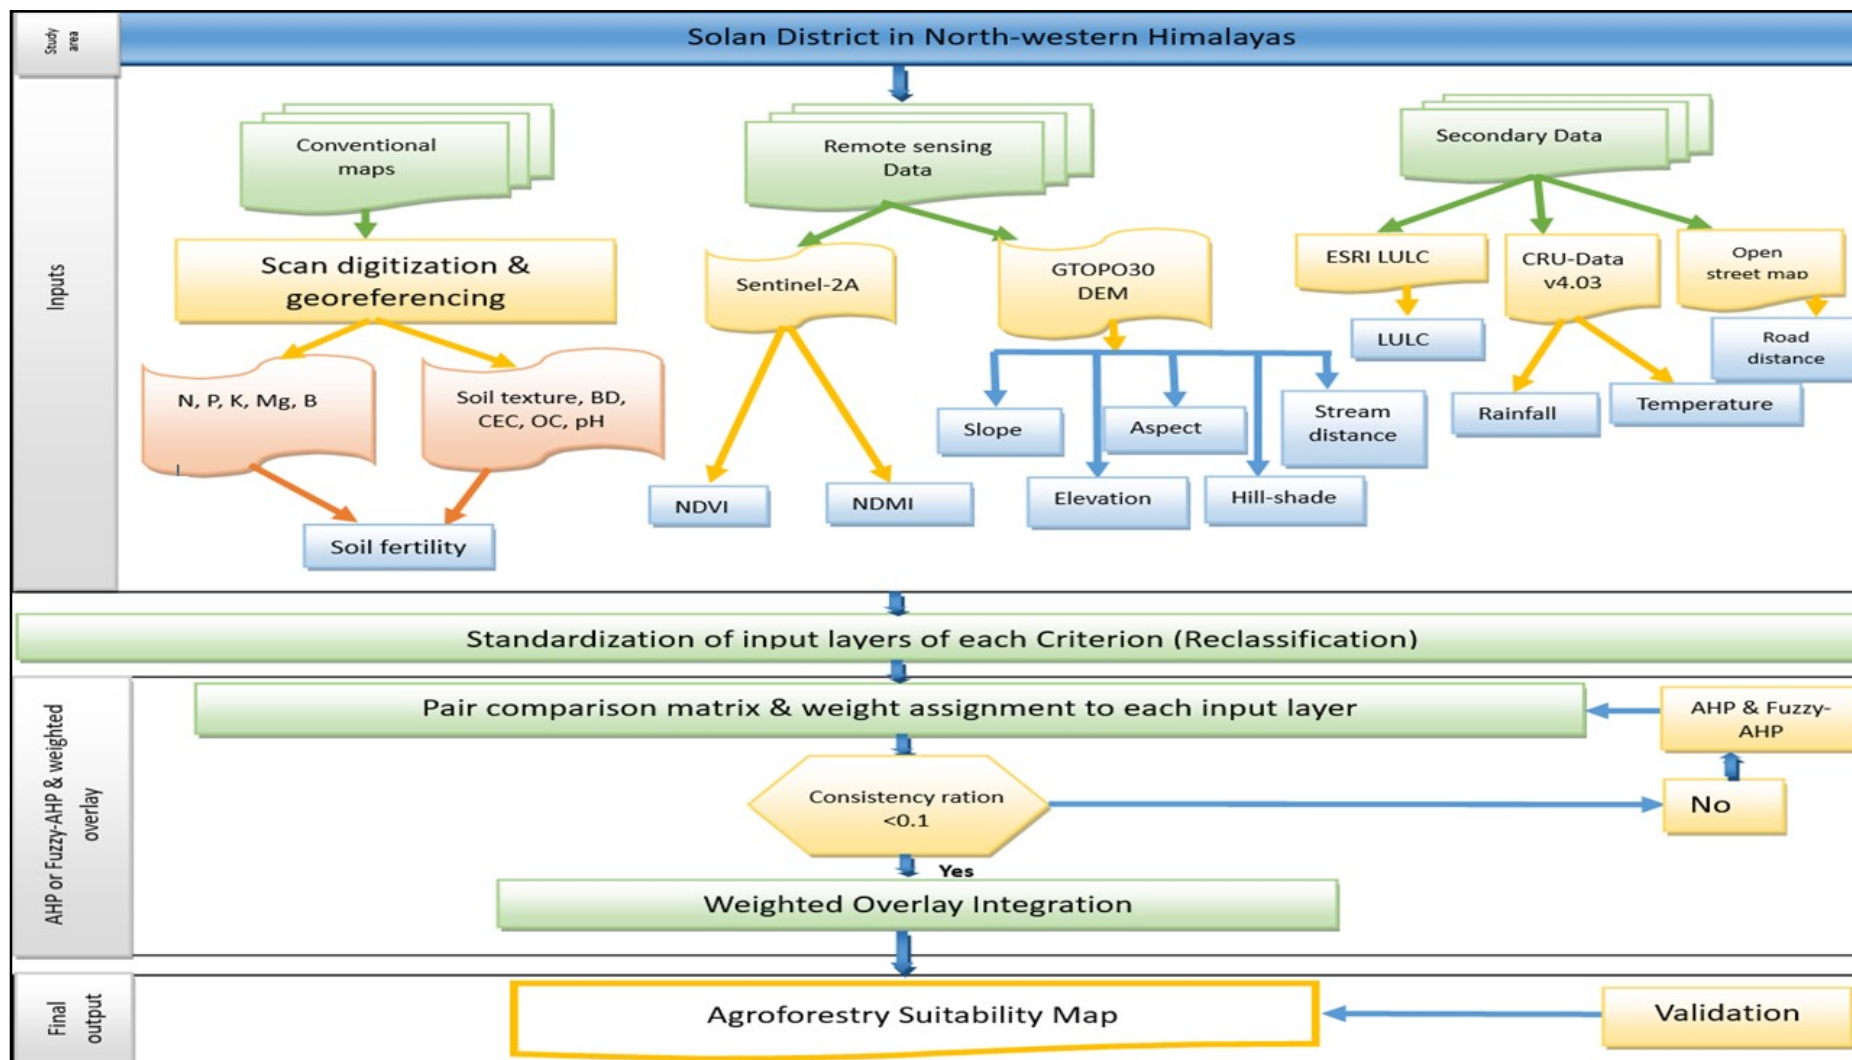 Study
area
Solan District in North-western Himalayas
Inputs
Conventional
maps
Remote sensing
Data
Secondary Data
Scan digitization &
georeferencing
Sentinel-2A
GTOPO30
DEM
ESRI LULC
CRU-Data
v4.03
Open
street map
LULC
Road
distance
N, P, K, Mg, B
Soil texture, BD,
CEC, OC, pH
Slope
Aspect
Stream
distance
Rainfall
Temperature
NDVI
NDMI
Elevation
Hill-shade
Soil fertility
Standardization of input layers of each Criterion (Reclassification)
AHP or Fuzzy-AHP & weighted
overlay
Pair comparison matrix & weight assignment to each input layer
AHP & Fuzzy-
AHP
Consistency ration
<0.1
No
Yes
Weighted Overlay Integration
Final
output
Agroforestry Suitability Map
Validation